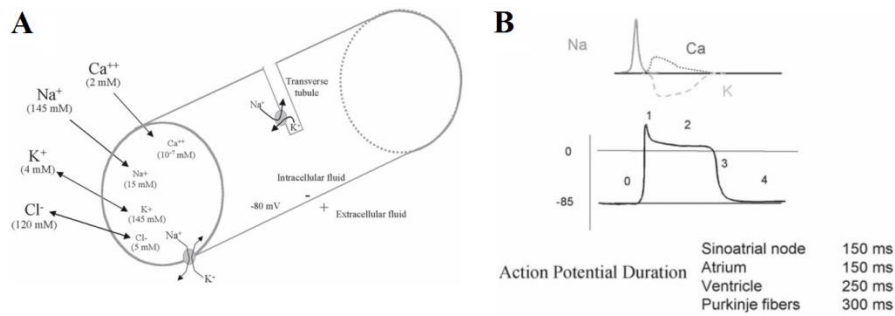 A
Ca++
(2 mM)
Na+
(145 mM)
K+
(4 mM)
Cl-
(120 mM)
Ca++
(10-7 mM)
Na+
(15 mM)
K+
(145 mM)
Cl-
(5 mM)
Transverse
tubule
Na+
K+
Intracellular fluid
-
-80 mV
+
Extracellular fluid
Na+
K+
B
Na
Ca
K
1
2
0
3
0
4
-85
Action Potential Duration
Sinoatrial node 150 ms
Atrium 150 ms
Ventricle 250 ms
Purkinje fibers 300 ms